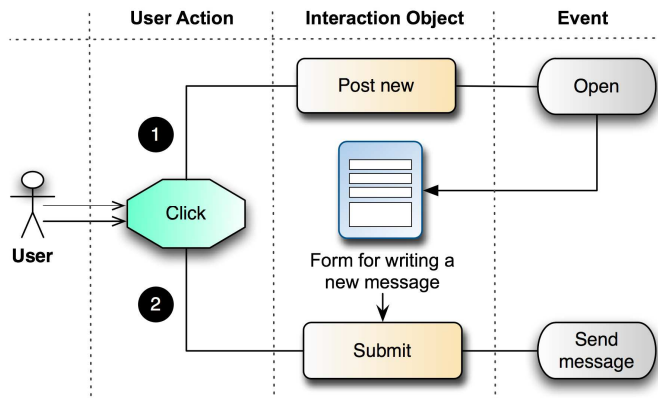 User Action
Interaction Object
Event
Post new
Open
1
Click
User
Form for writing a
new message
2
Submit
Send
message